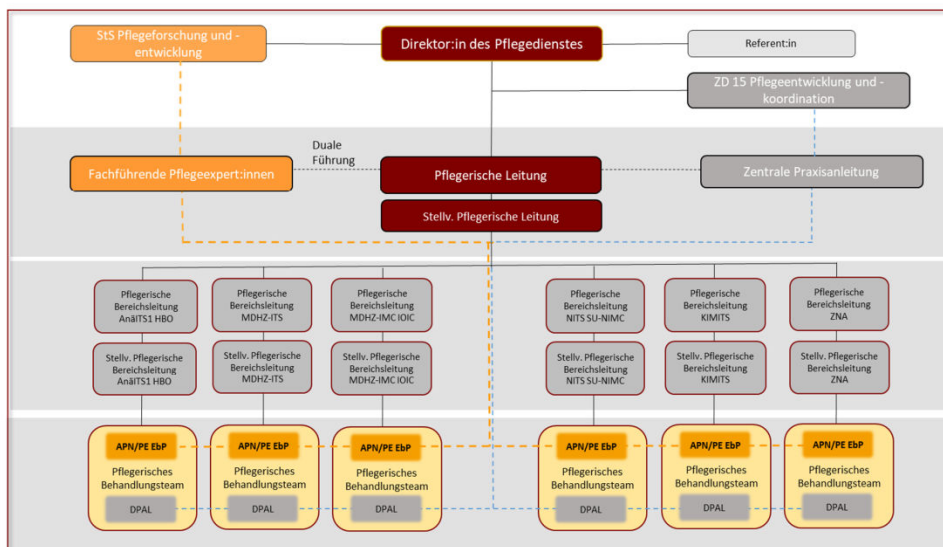 StS Pflegeforschung und -
entwicklung
Direktor:in des Pflegedienstes
Referent:in
ZD 15 Pflegeentwicklung und -
koordination
Duale
Führung
Fachführende Pflegeexpert:innen
Pflegerische Leitung
Zentrale Praxisanleitung
Stellv. Pflegerische Leitung
Pflegerische
Bereichsleitung
AnäITS1 HBO
Pflegerische
Bereichsleitung
MDHZ-ITS
Pflegerische
Bereichsleitung
MDHZ-IMC IOIC
Pflegerische
Bereichsleitung
NITS SU-NIMC
Pflegerische
Bereichsleitung
KIMITS
Pflegerische
Bereichsleitung
ZNA
Stellv. Pflegerische
Bereichsleitung
AnäITS1 HBO
Stellv. Pflegerische
Bereichsleitung
MDHZ-ITS
Stellv. Pflegerische
Bereichsleitung
MDHZ-IMC IOIC
Stellv. Pflegerische
Bereichsleitung
NITS SU-NIMC
Stellv. Pflegerische
Bereichsleitung
KIMITS
Stellv. Pflegerische
Bereichsleitung
ZNA
APN/PE EbP
Pflegerisches
Behandlungsteam
DPAL
APN/PE EbP
Pflegerisches
Behandlungsteam
DPAL
APN/PE EbP
Pflegerisches
Behandlungsteam
DPAL
APN/PE EbP
Pflegerisches
Behandlungsteam
DPAL
APN/PE EbP
Pflegerisches
Behandlungsteam
DPAL
APN/PE EbP
Pflegerisches
Behandlungsteam
DPAL